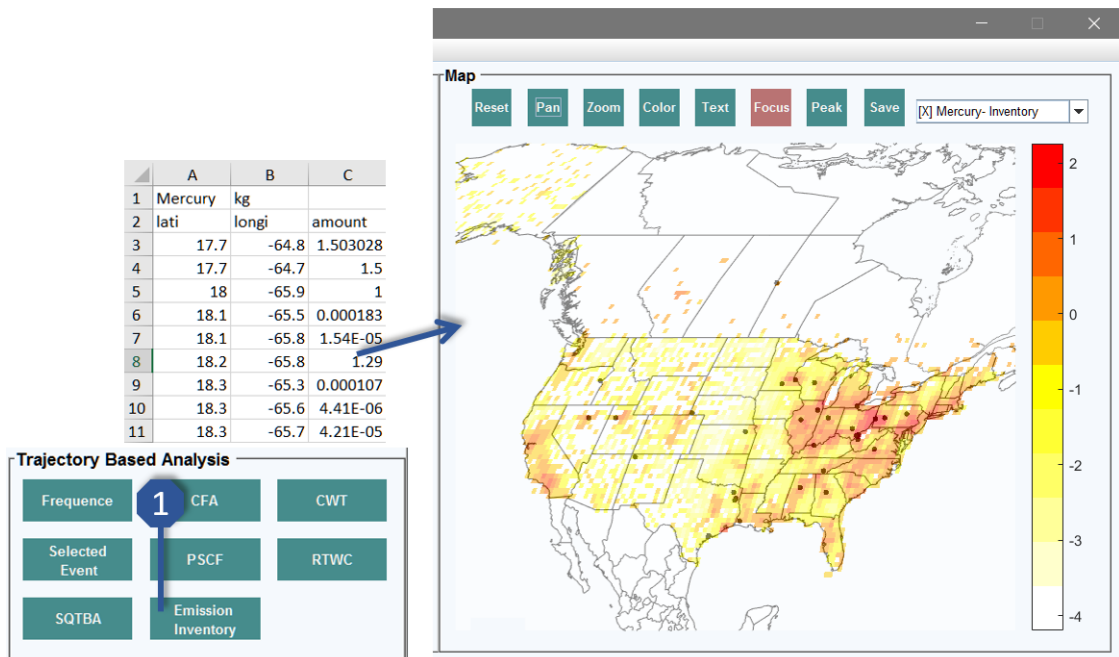 Map
Reset Pan Zoom Color Text Focus Peak Save [X] Mercury- Inventory
A B C
1 Mercury kg
2 lati longi amount
3 17.7 -64.8 1.503028
4 17.7 -64.7 1.5
5 18 -65.9 1
6 18.1 -65.5 0.000183
7 18.1 -65.8 1.54E-05
8 18.2 -65.8 1.29
9 18.3 -65.3 0.000107
10 18.3 -65.6 4.41E-06
11 18.3 -65.7 4.21E-05
2
1
0
-1
-2
-3
-4
Trajectory Based Analysis
Frequence 1 CFA CWT
Selected
Event
PSCF RTWC
SQTBA
Emission
Inventory